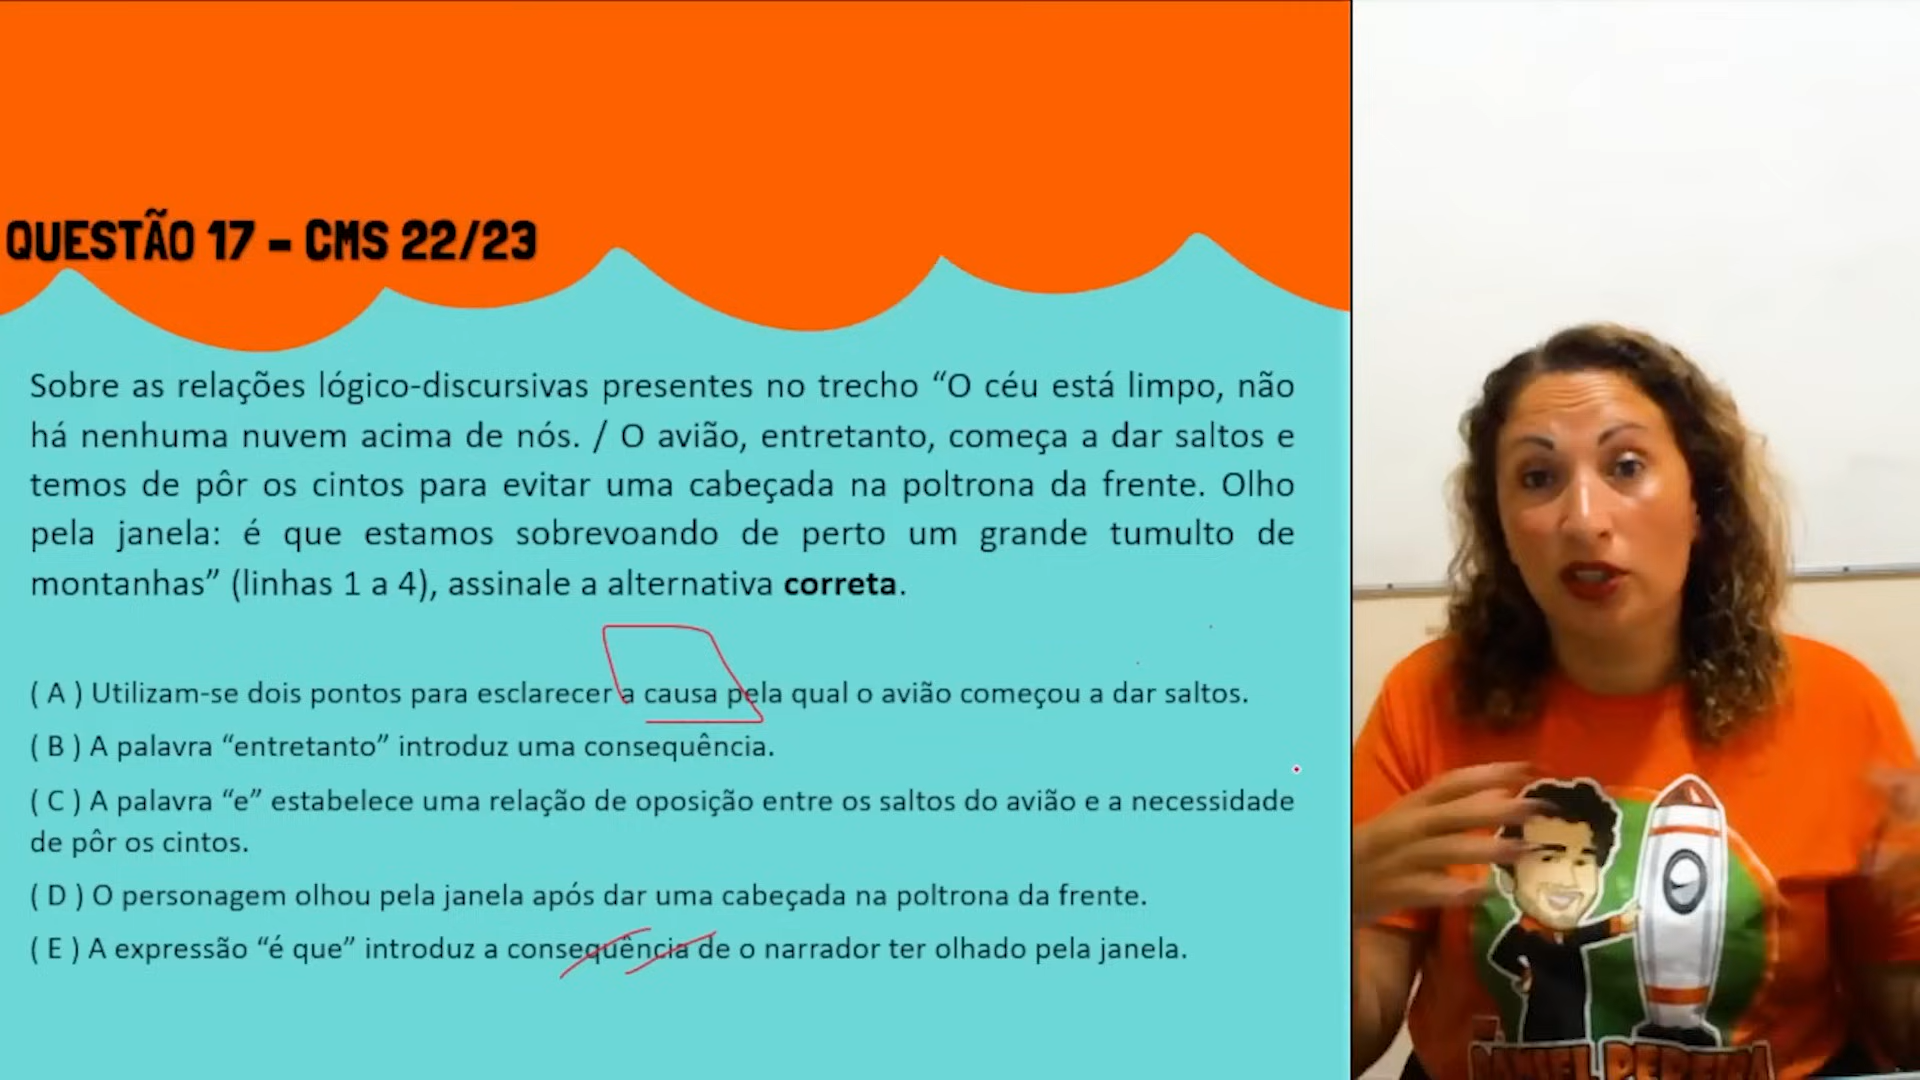 QUESTÃO 17 - CMS 22/23
Sobre as relações lógico-discursivas presentes no trecho “O céu está limpo, não
há nenhuma nuvem acima de nós. / O avião, entretanto, começa a dar saltos e
temos de pôr os cintos para evitar uma cabeçada na poltrona da frente. Olho
pela janela: é que estamos sobrevoando de perto um grande tumulto de
montanhas” (linhas 1 a 4), assinale a alternativa correta.
( A ) Utilizam-se dois pontos para esclarecer a causa pela qual o avião começou a dar saltos.
( B ) A palavra “entretanto” introduz uma consequência.
( C ) A palavra “e” estabelece uma relação de oposição entre os saltos do avião e a necessidade
de pôr os cintos.
( D ) O personagem olhou pela janela após dar uma cabeçada na poltrona da frente.
( E ) A expressão “é que” introduz a consequência de o narrador ter olhado pela janela.